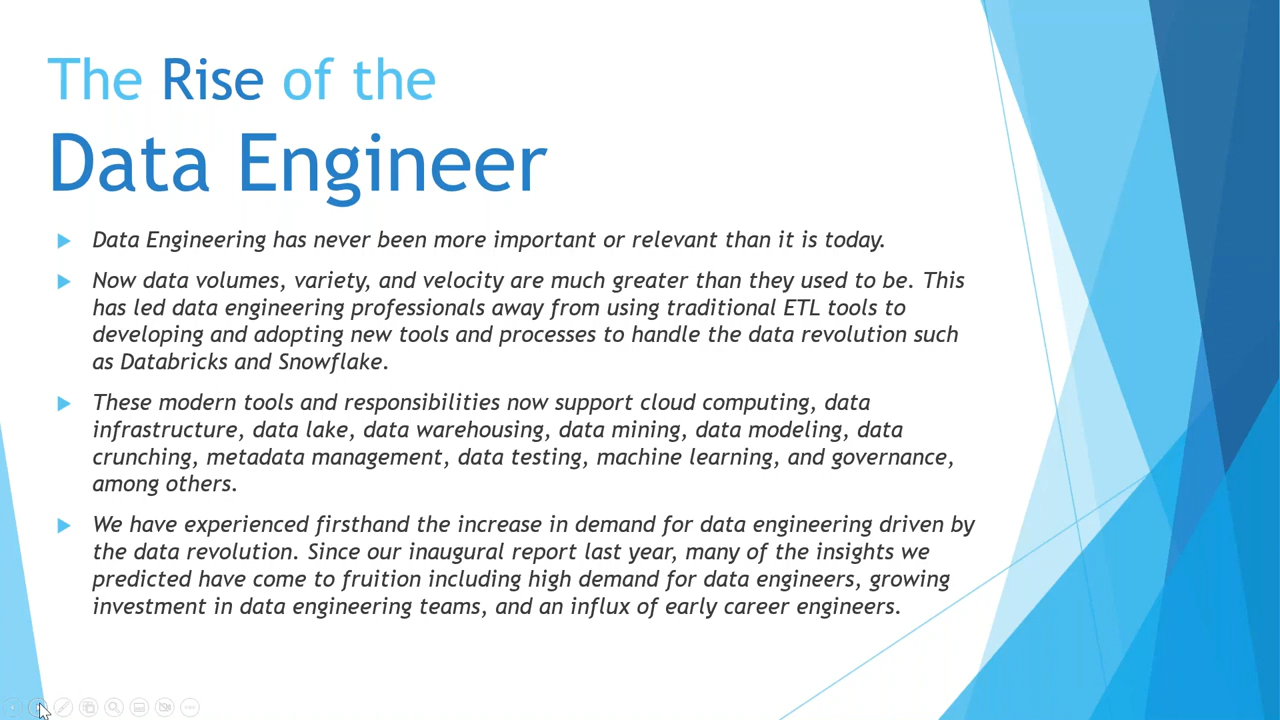 The Rise of the
Data Engineer
Data Engineering has never been more important or relevant than it is today.
Now data volumes, variety, and velocity are much greater than they used to be. This
has led data engineering professionals away from using traditional ETL tools to
developing and adopting new tools and processes to handle the data revolution such
as Databricks and Snowflake.
These modern tools and responsibilities now support cloud computing, data
infrastructure, data lake, data warehousing, data mining, data modeling, data
crunching, metadata management, data testing, machine learning, and governance,
among others.
We have experienced firsthand the increase in demand for data engineering driven by
the data revolution. Since our inaugural report last year, many of the insights we
predicted have come to fruition including high demand for data engineers, growing
investment in data engineering teams, and an influx of early career engineers.